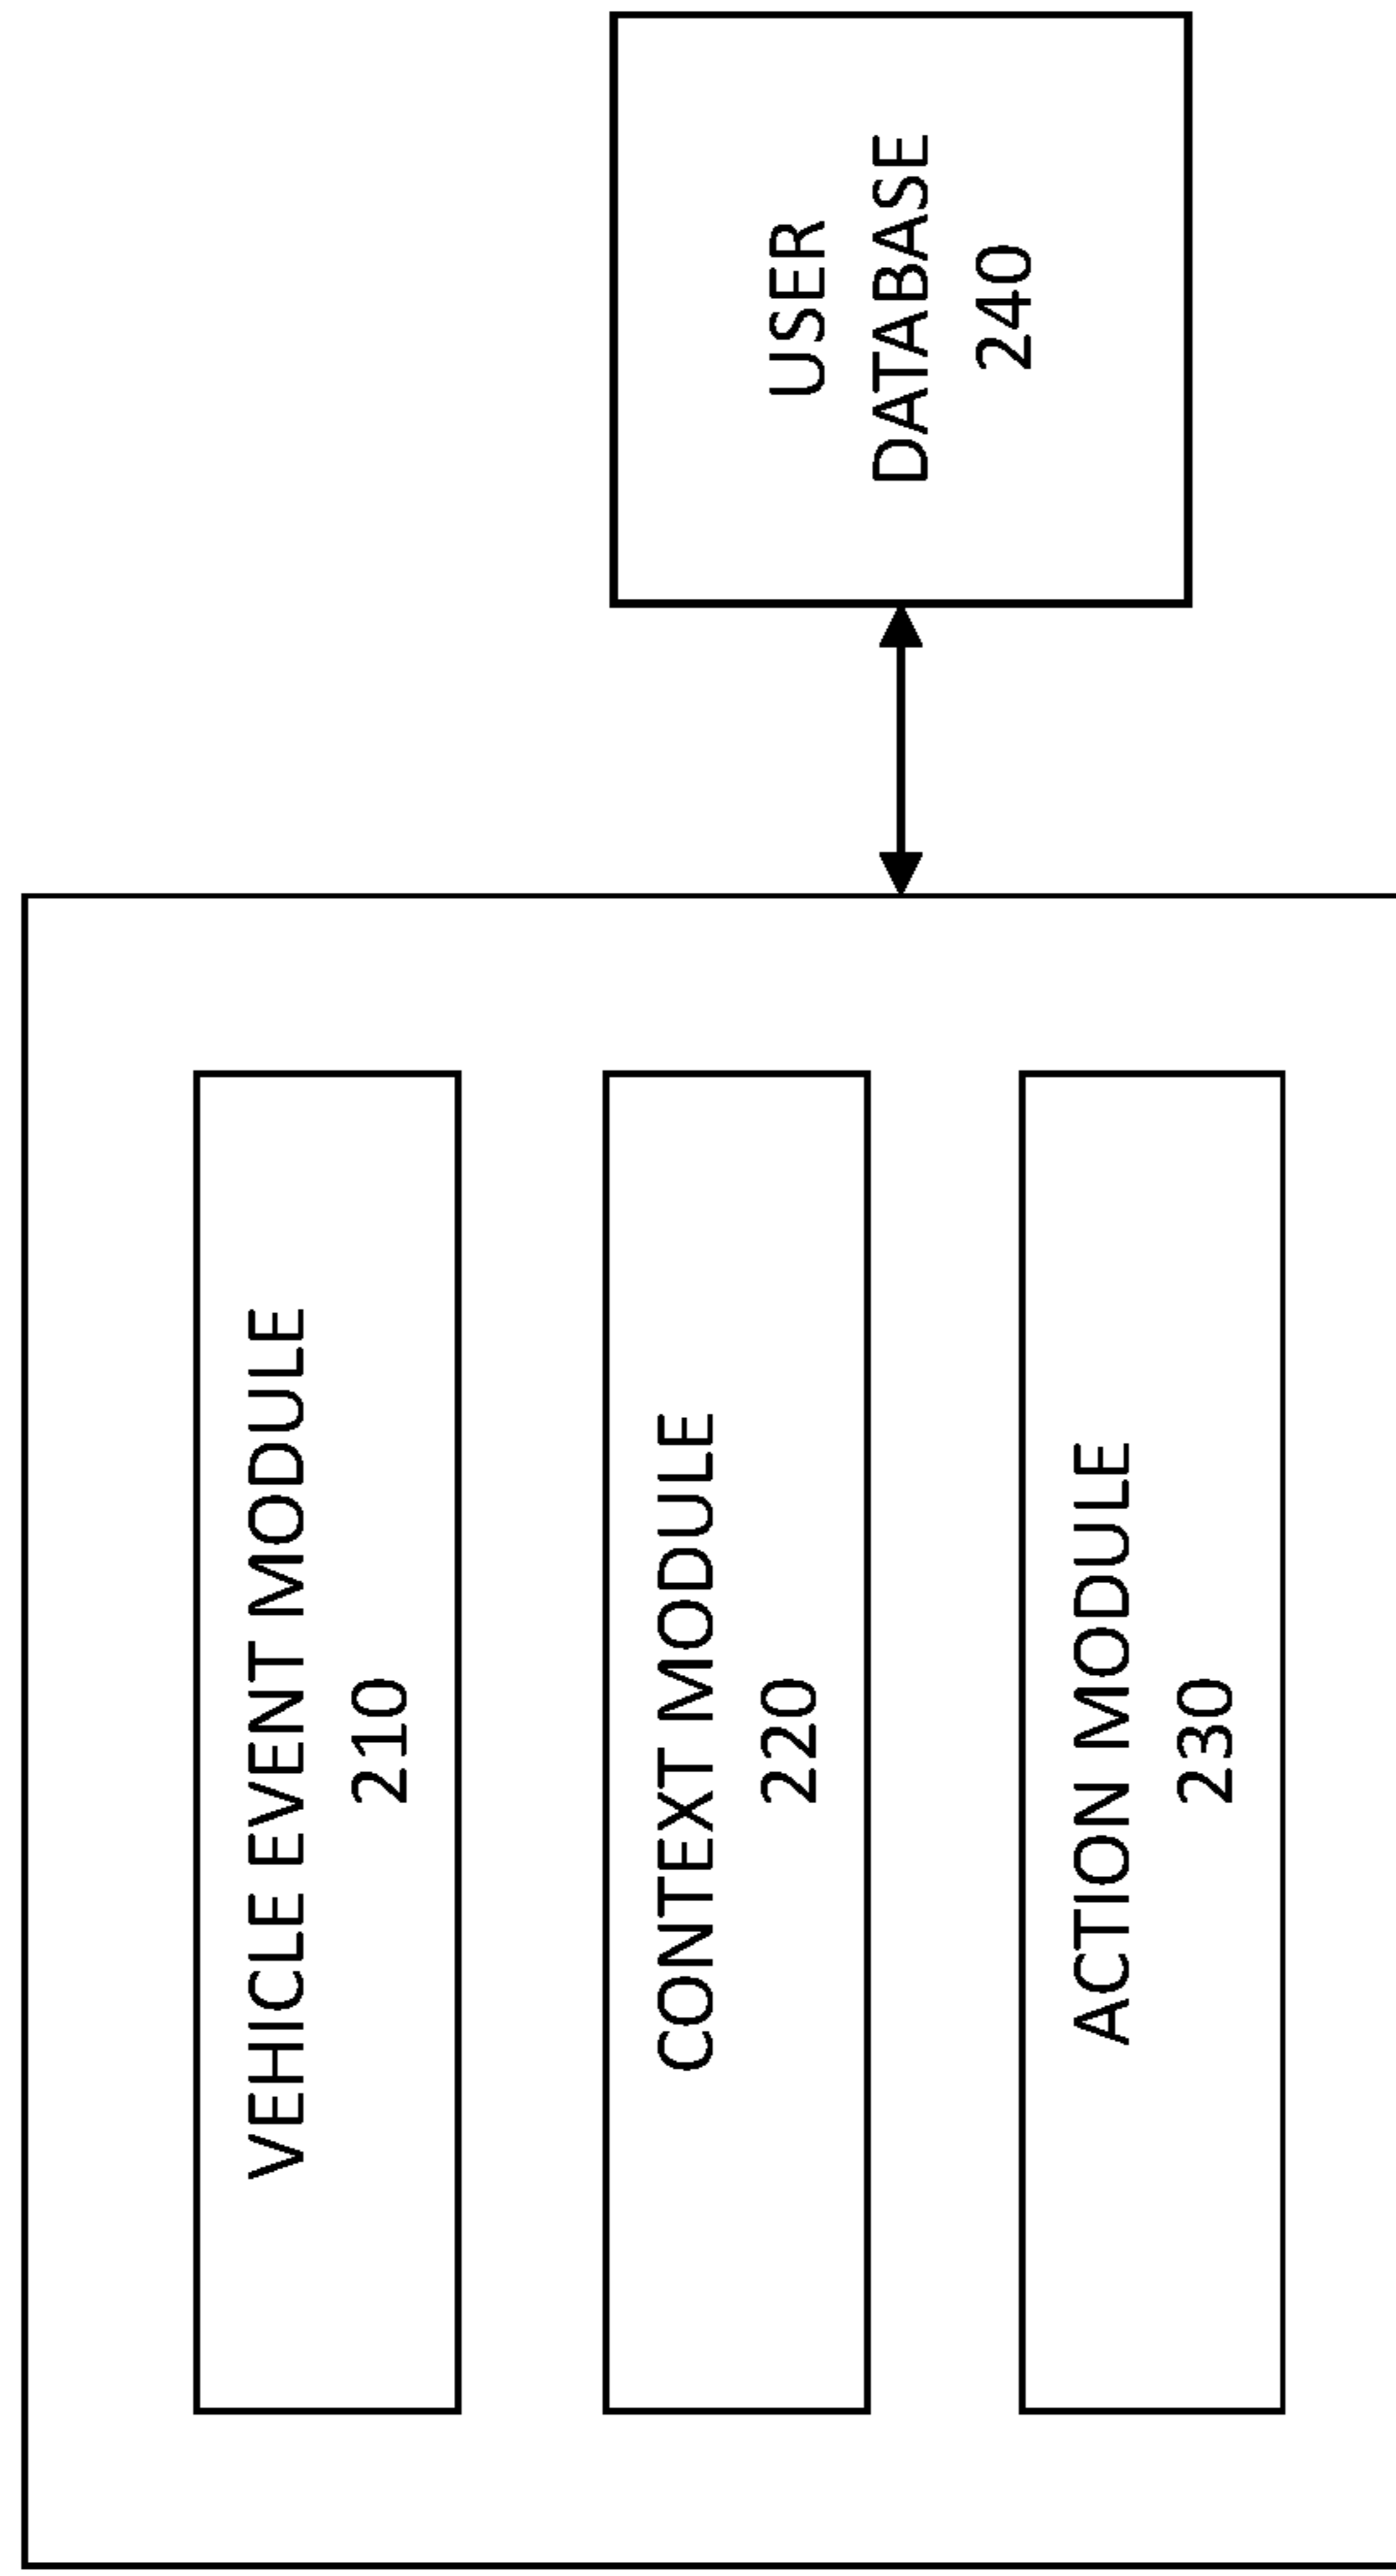 VEHICLE EVENT MODULE
210
CONTEXT MODULE
220
ACTION MODULE
230
USER
DATABASE
240